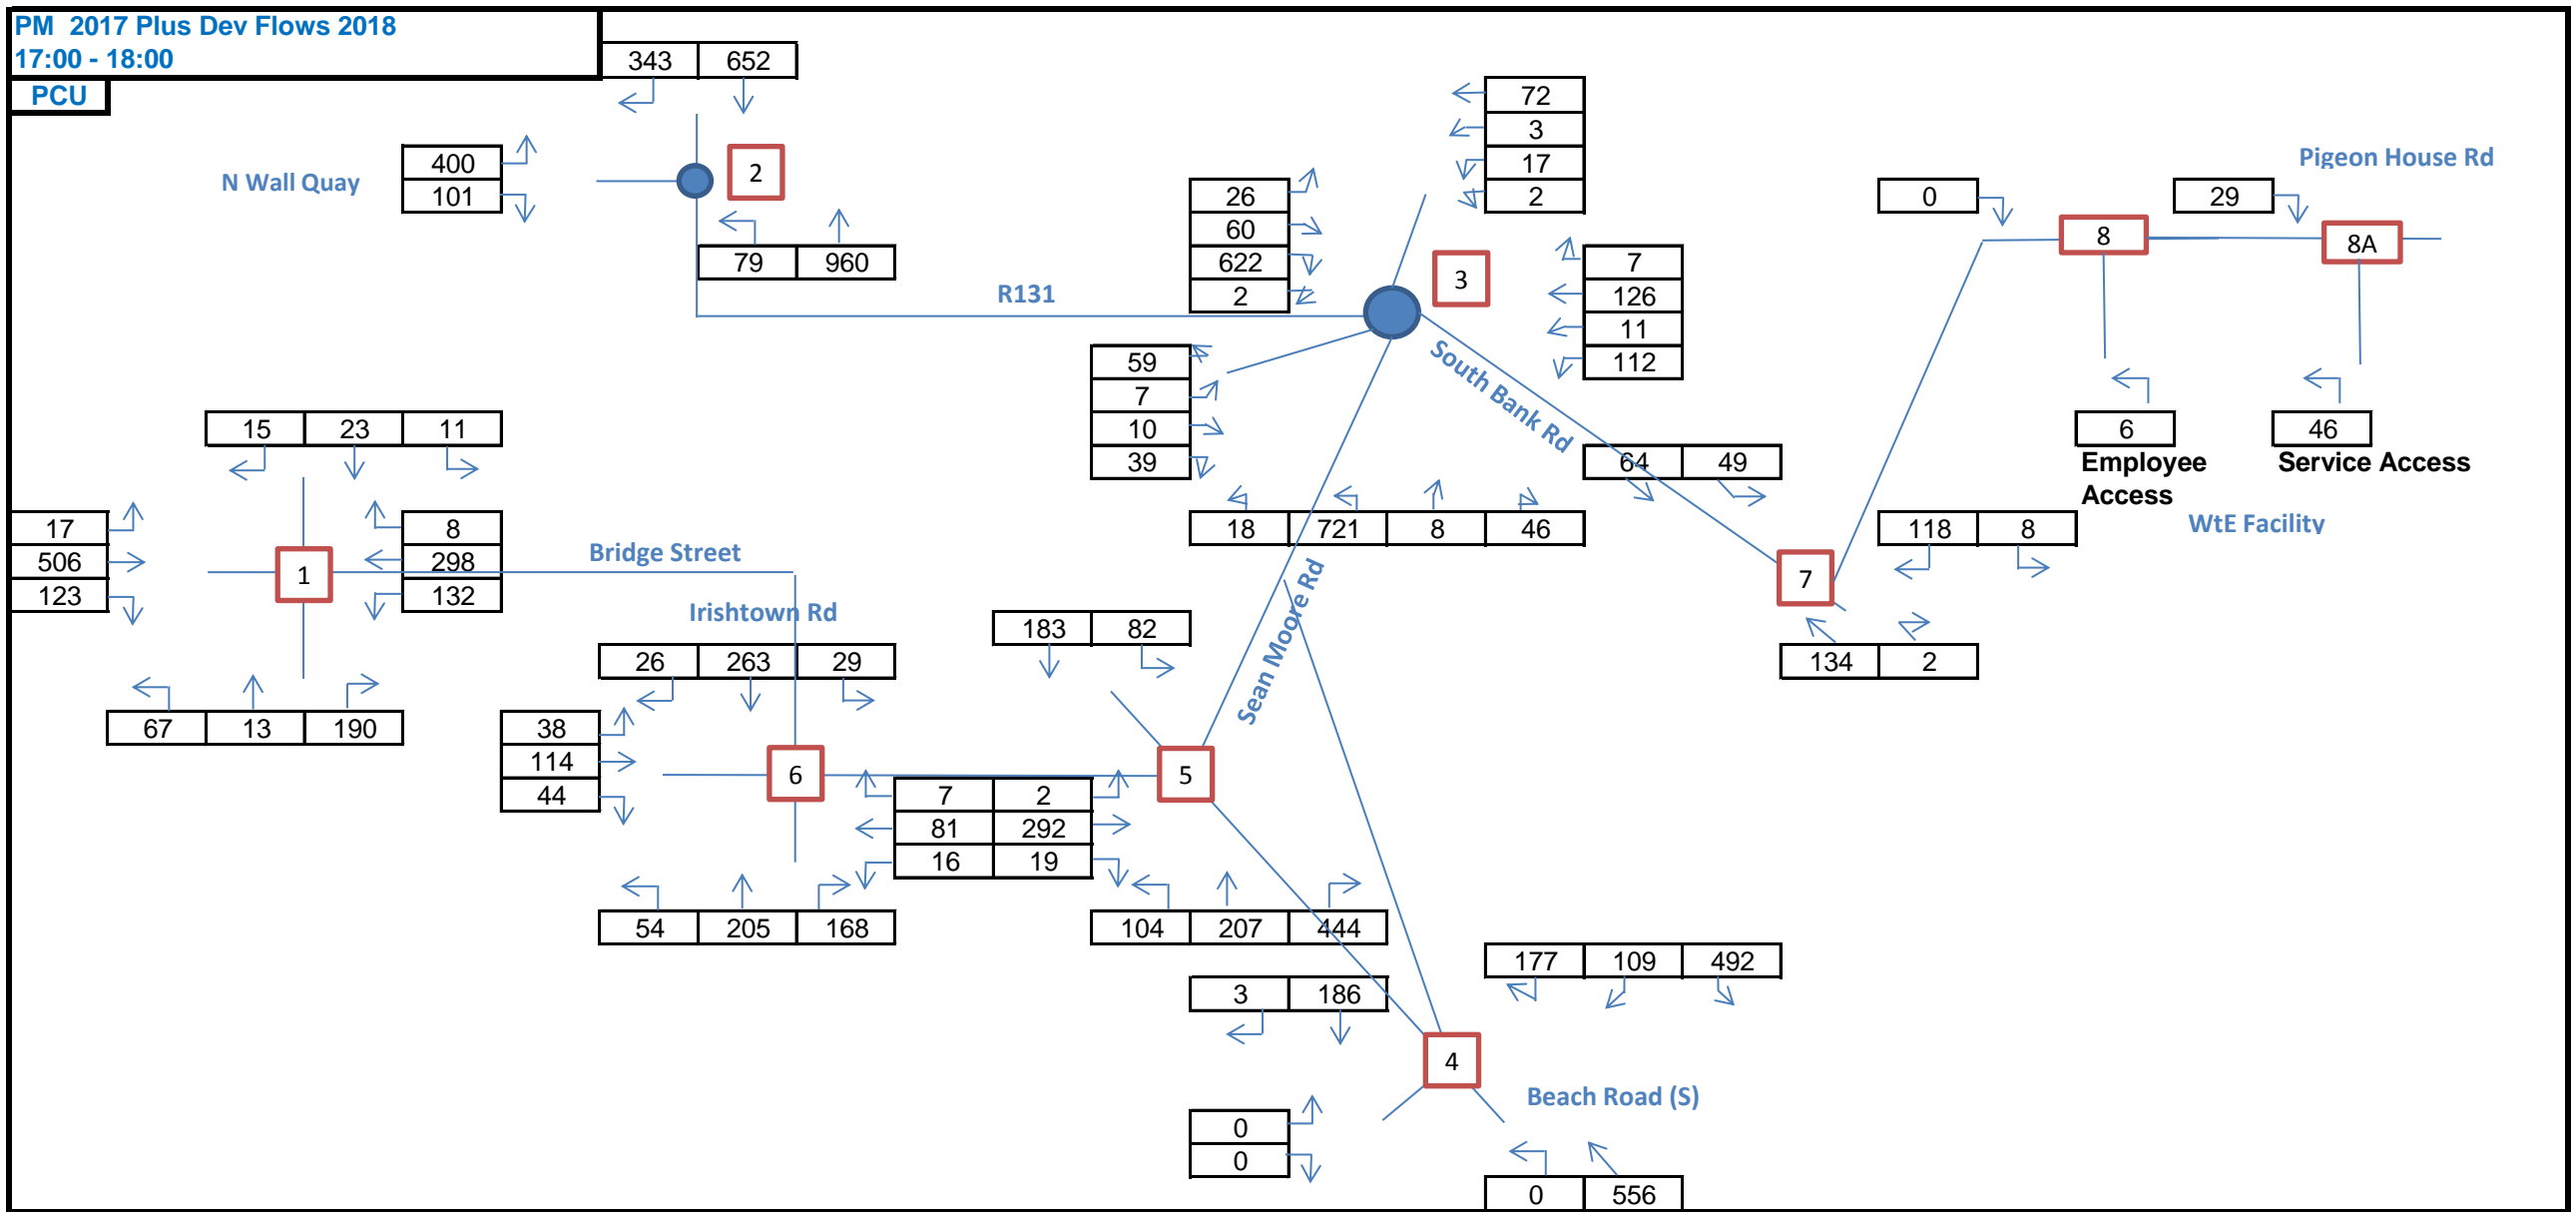 PM 2017 Plus Dev Flows 2018
17:00 - 18:00
PCU
343 652
N Wall Quay
400
101
2
79 960
R131
26
60
622
2
72
3
17
2
3
7
126
11
112
59
7
10
39
18 721 8 46
South Bank Rd
64 49
0
8
29
8A
Pigeon House Rd
6
Employee
Access
46
Service Access
WtE Facility
118 8
7
134 2
15 23 11
17
506
123
1
8
298
132
Bridge Street
67 13 190
Irishtown Rd
26 263 29
38
114
44
6
7 2
81 292
16 19
54 205 168
183 82
Sean Moore Rd
5
104 207 444
3 186
177 109 492
4
Beach Road (S)
0
0
0 556